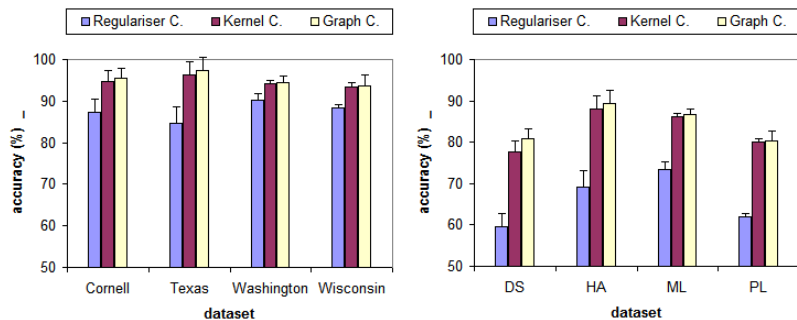 Regulariser C. Kernel C. Graph C.
100
90
80
70
60
50
accuracy (%) _
Cornell Texas Washington Wisconsin
dataset
Regulariser C. Kernel C. Graph C.
100
90
80
70
60
50
accuracy (%) _
DS HA ML PL
dataset